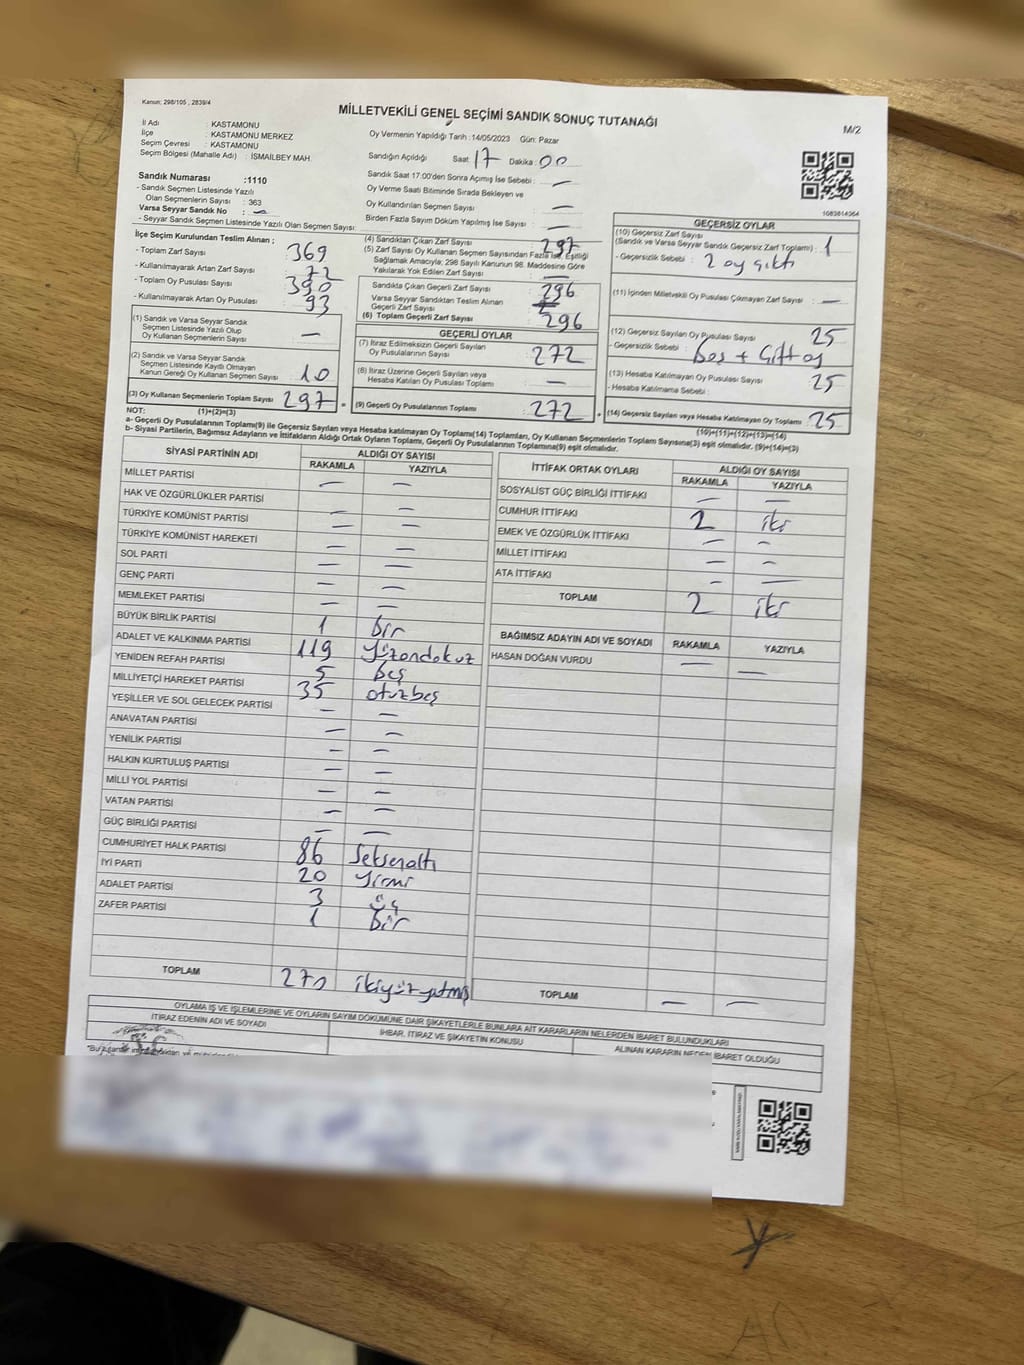 Kanun: 298/105 , 2839/4
MİLLETVEKİLİ GENEL SEÇİMİ SANDIK SONUÇ TUTANAĞI
M/2
İl Adı : KASTAMONU
İlçe : KASTAMONU MERKEZ
Seçim Çevresi : KASTAMONU
Seçim Bölgesi (Mahalle Adı) : İSMAİLBEY MAH.
Oy Vermenin Yapıldığı Tarih :14/05/2023 Gün: Pazar
Sandığın Açıldığı Saat: 17 Dakika: 00
Sandık Saat 17.00'den Sonra Açımış İse Sebebi : —
Oy Verme Saati Bitiminde Sırada Bekleyen ve
Oy Kullandırılan Seçmen Sayısı : —
Birden Fazla Sayım Döküm Yapılmış İse Sayısı : —
Sandık Numarası :1110
- Sandık Seçmen Listesinde Yazılı
Olan Seçmenlerin Sayısı : 363
Varsa Seyyar Sandık No : —
- Seyyar Sandık Seçmen Listesinde Yazılı Olan Seçmen Sayısı:
İlçe Seçim Kurulundan Teslim Alınan :
- Toplam Zarf Sayısı : 369
- Kullanılmayarak Artan Zarf Sayısı : 72
- Toplam Oy Pusulası Sayısı : 390
- Kullanılmayarak Artan Oy Pusulası : 93
(1) Sandık ve Varsa Seyyar Sandık
Seçmen Listesinde Yazılı Olup
Oy Kullanan Seçmenlerin Sayısı : —
(2) Sandık ve Varsa Seyyar Sandık
Seçmen Listesinde Kayıtlı Olmayan
Kanun Gereği Oy Kullanan Seçmen Sayısı : 10
(3) Oy Kullanan Seçmenlerin Toplam Sayısı : 297
(1)+(2)=(3)
(4) Sandıktan Çıkan Zarf Sayısı : 297
(5) Zarf Sayısı Oy Kullanan Seçmen Sayısından Fazla İse, Eşitliği
Sağlamak Amacıyla; 298 Sayılı Kanunun 98. Maddesine Göre
Yakılarak Yok Edilen Zarf Sayısı : —
Sandıkta Çıkan Geçerli Zarf Sayısı : 296
Varsa Seyyar Sandıktan Teslim Alınan
Geçerli Zarf Sayısı :
(6) Toplam Geçerli Zarf Sayısı : 296
GEÇERLİ OYLAR
(7) İtiraz Edilmeksizin Geçerli Sayılan
Oy Pusulalarının Sayısı : 272
(8) İtiraz Üzerine Geçerli Sayılan veya
Hesaba Katılan Oy Pusulası Toplamı : —
(9) Geçerli Oy Pusulalarının Toplamı : 272
1683814064
GEÇERSİZ OYLAR
(10) Geçersiz Zarf Sayısı
(Sandık ve Varsa Seyyar Sandık Geçersiz Zarf Toplamı) : 1
- Geçersizlik Sebebi : 2 oy çıktı
(11) İçinden Milletvekili Oy Pusulası Çıkmayan Zarf Sayısı : —
(12) Geçersiz Sayılan Oy Pusulası Sayısı : 25
- Geçersizlik Sebebi : Boş + Çift oy
(13) Hesaba Katılmayan Oy Pusulası Sayısı : 25
- Hesaba Katılmama Sebebi :
(14) Geçersiz Sayılan veya Hesaba Katılmayan Oy Toplamı : 25
(10)+(11)+(12)+(13)=(14)
NOT:
a- Geçerli Oy Pusulasının Toplamı(9) ile Geçersiz Sayılan veya Hesaba katılmayan Oy Toplamı(14) Toplamları, Oy Kullanan Seçmenlerin Toplam Sayısına(3) eşit olmalıdır. (9)+(14)=(3)
b- Siyasi Partilerin, Bağımsız Adayların ve İttifakların Aldığı Ortak Oyların Toplamı, Geçerli Oy Pusulasının Toplamına(9) eşit olmalıdır.
SİYASİ PARTİNİN ADI ALDIĞI OY SAYISI
RAKAMLA YAZIYLA
MİLLET PARTİSİ — —
HAK VE ÖZGÜRLÜKLER PARTİSİ — —
TÜRKİYE KOMÜNİST PARTİSİ — —
TÜRKİYE KOMÜNİST HAREKETİ — —
SOL PARTİ — —
GENÇ PARTİ — —
MEMLEKET PARTİSİ — —
BÜYÜK BİRLİK PARTİSİ 1 bir
ADALET VE KALKINMA PARTİSİ 119 yüzondokuz
YENİDEN REFAH PARTİSİ 5 beş
MİLLİYETÇİ HAREKET PARTİSİ 35 otuzbeş
YEŞİLLER VE SOL GELECEK PARTİSİ — —
ANAVATAN PARTİSİ — —
YENİLİK PARTİSİ — —
HALKIN KURTULUŞ PARTİSİ — —
MİLLİ YOL PARTİSİ — —
VATAN PARTİSİ — —
GÜÇ BİRLİĞİ PARTİSİ — —
CUMHURİYET HALK PARTİSİ 86 Seksenaltı
İYİ PARTİ 20 yirmi
ADALET PARTİSİ 3 üç
ZAFER PARTİSİ 1 bir
TOPLAM 270 ikiyüzyetmiş
İTTİFAK ORTAK OYLARI ALDIĞI OY SAYISI
RAKAMLA YAZIYLA
SOSYALİST GÜÇ BİRLİĞİ İTTİFAKI — —
CUMHUR İTTİFAKI 2 iki
EMEK VE ÖZGÜRLÜK İTTİFAKI — —
MİLLET İTTİFAKI — —
ATA İTTİFAKI — —
TOPLAM 2 iki
BAĞIMSIZ ADAYIN ADI VE SOYADI RAKAMLA YAZIYLA
HASAN DOĞAN VURDU — —
TOPLAM — —
OYLAMA İŞ VE İŞLEMLERİNE VE OYLARIN SAYIM DÖKÜMÜNE DAİR ŞİKAYETLERLE BUNLARA AİT KARARLARIN NELERDEN İBARET BULUNDUKLARI
İTİRAZ EDENİN ADI VE SOYADI
İHBAR, İTİRAZ VE ŞİKAYETİN KONUSU
ALINAN KARARIN NEDEN İBARET OLDUĞU